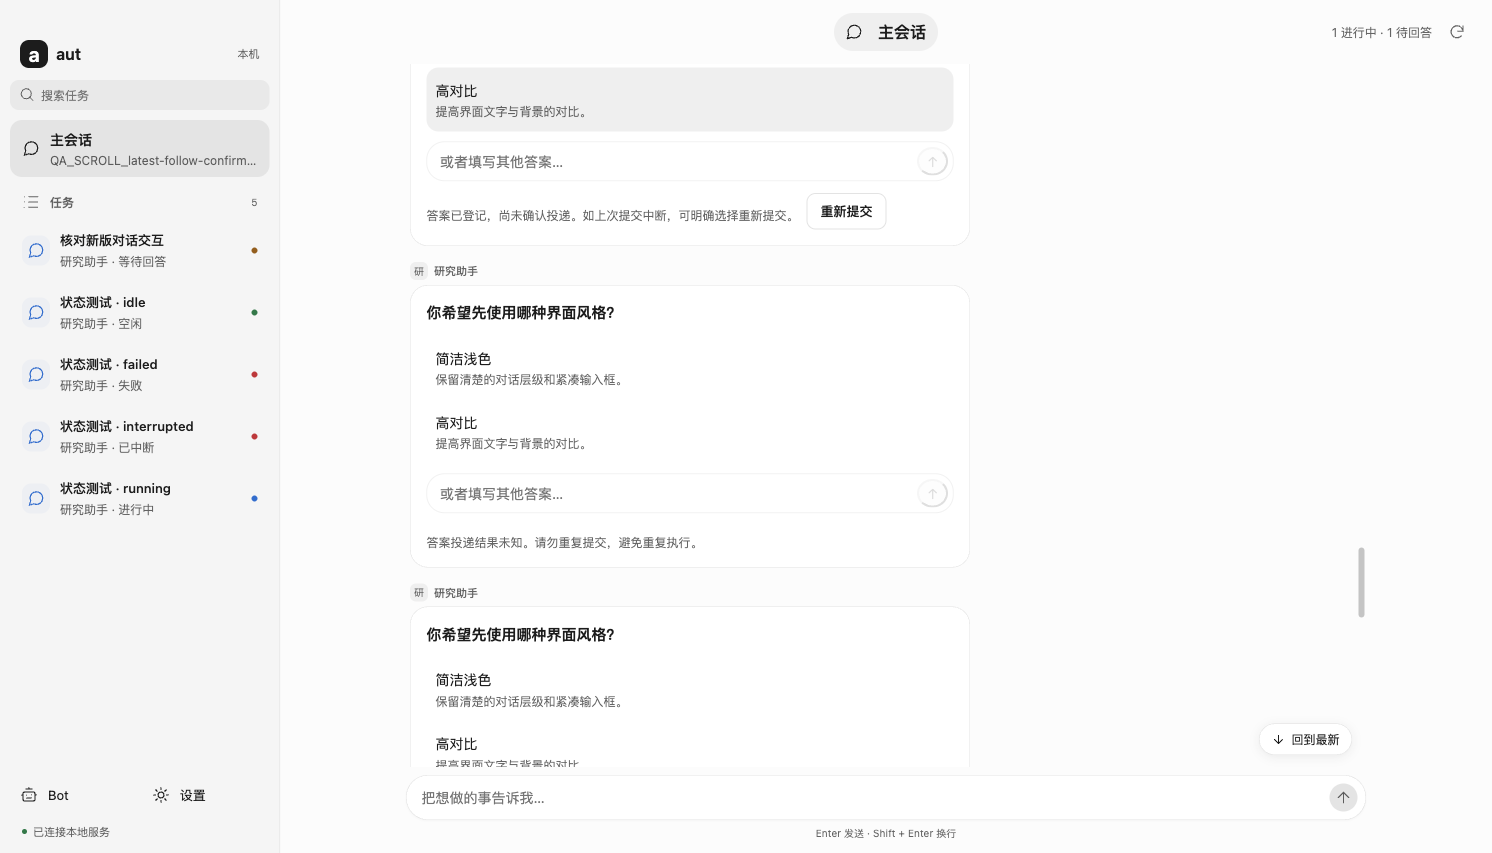 a aut
本机
搜索任务
主会话
QA_SCROLL_latest-follow-confirm...
任务
5
核对新版对话交互
研究助手 · 等待回答
状态测试 · idle
研究助手 · 空闲
状态测试 · failed
研究助手 · 失败
状态测试 · interrupted
研究助手 · 已中断
状态测试 · running
研究助手 · 进行中
Bot
设置
已连接本地服务
主会话
1 进行中 · 1 待回答
高对比
提高界面文字与背景的对比。
或者填写其他答案...
答案已登记，尚未确认投递。如上次提交中断，可明确选择重新提交。
重新提交
研 研究助手
你希望先使用哪种界面风格?
简洁浅色
保留清楚的对话层级和紧凑输入框。
高对比
提高界面文字与背景的对比。
或者填写其他答案...
答案投递结果未知。请勿重复提交，避免重复执行。
研 研究助手
你希望先使用哪种界面风格?
简洁浅色
保留清楚的对话层级和紧凑输入框。
高对比
提高界面文字与背景的对比
回到最新
把想做的事告诉我...
Enter 发送 · Shift + Enter 换行